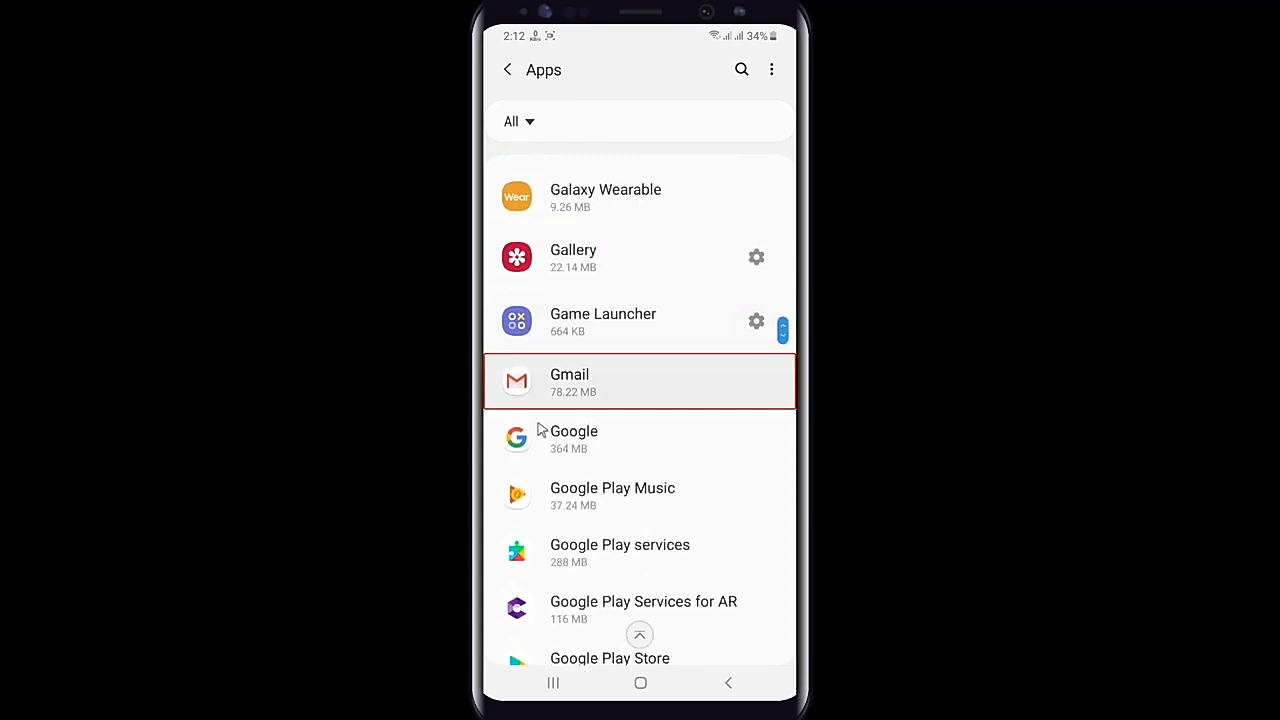 2:12 34%
Apps
All
Wear
Galaxy Wearable
9.26 MB
Gallery
22.14 MB
Game Launcher
664 KB
Gmail
78.22 MB
Google
364 MB
Google Play Music
37.24 MB
Google Play services
288 MB
Google Play Services for AR
116 MB
Google Play Store